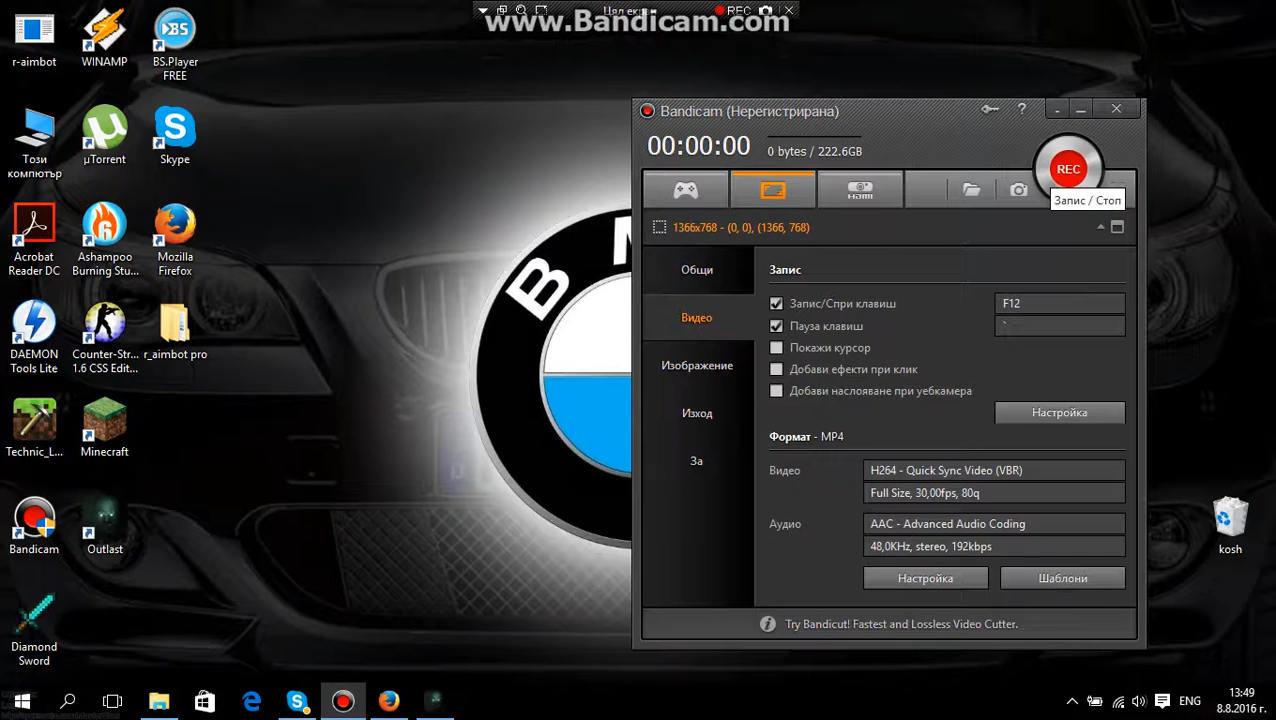 Цял екран
REC
www.Bandicam.com
r-aimbot
WINAMP
BS.Player
FREE
Този
компютър
µTorrent
Skype
Acrobat
Reader DC
Ashampoo
Burning Stu...
Mozilla
Firefox
DAEMON
Tools Lite
Counter-Str...
1.6 CSS Edit...
r_aimbot pro
Technic_L...
Minecraft
Bandicam
Outlast
Diamond
Sword
kosh
B M
Bandicam (Нерегистрирана)
00:00:00
0 bytes / 222.6GB
REC
Запис / Стоп
HDMI
1366x768 - (0, 0), (1366, 768)
Общи
Видео
Изображение
Изход
За
Запис
Запис/Спри клавиш
F12
Пауза клавиш
`
Покажи курсор
Добави ефекти при клик
Добави наслояване при уебкамера
Настройка
Формат - MP4
Видео
H264 - Quick Sync Video (VBR)
Full Size, 30,00fps, 80q
Аудио
AAC - Advanced Audio Coding
48,0KHz, stereo, 192kbps
Настройка
Шаблони
Try Bandicut! Fastest and Lossless Video Cutter.
ENG
13:49
8.8.2016 г.